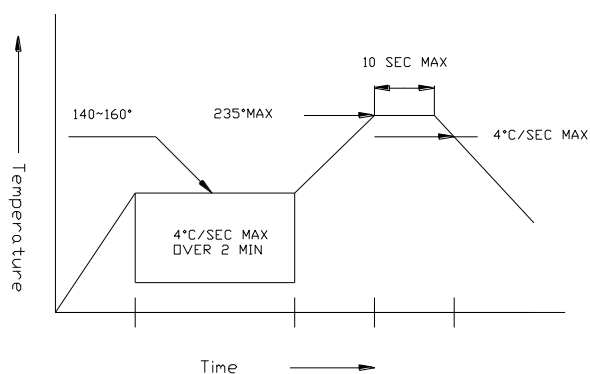 10 SEC MAX
140~160°
235°MAX
4°C/SEC MAX
Temperature
4°C/SEC MAX
OVER 2 MIN
Time